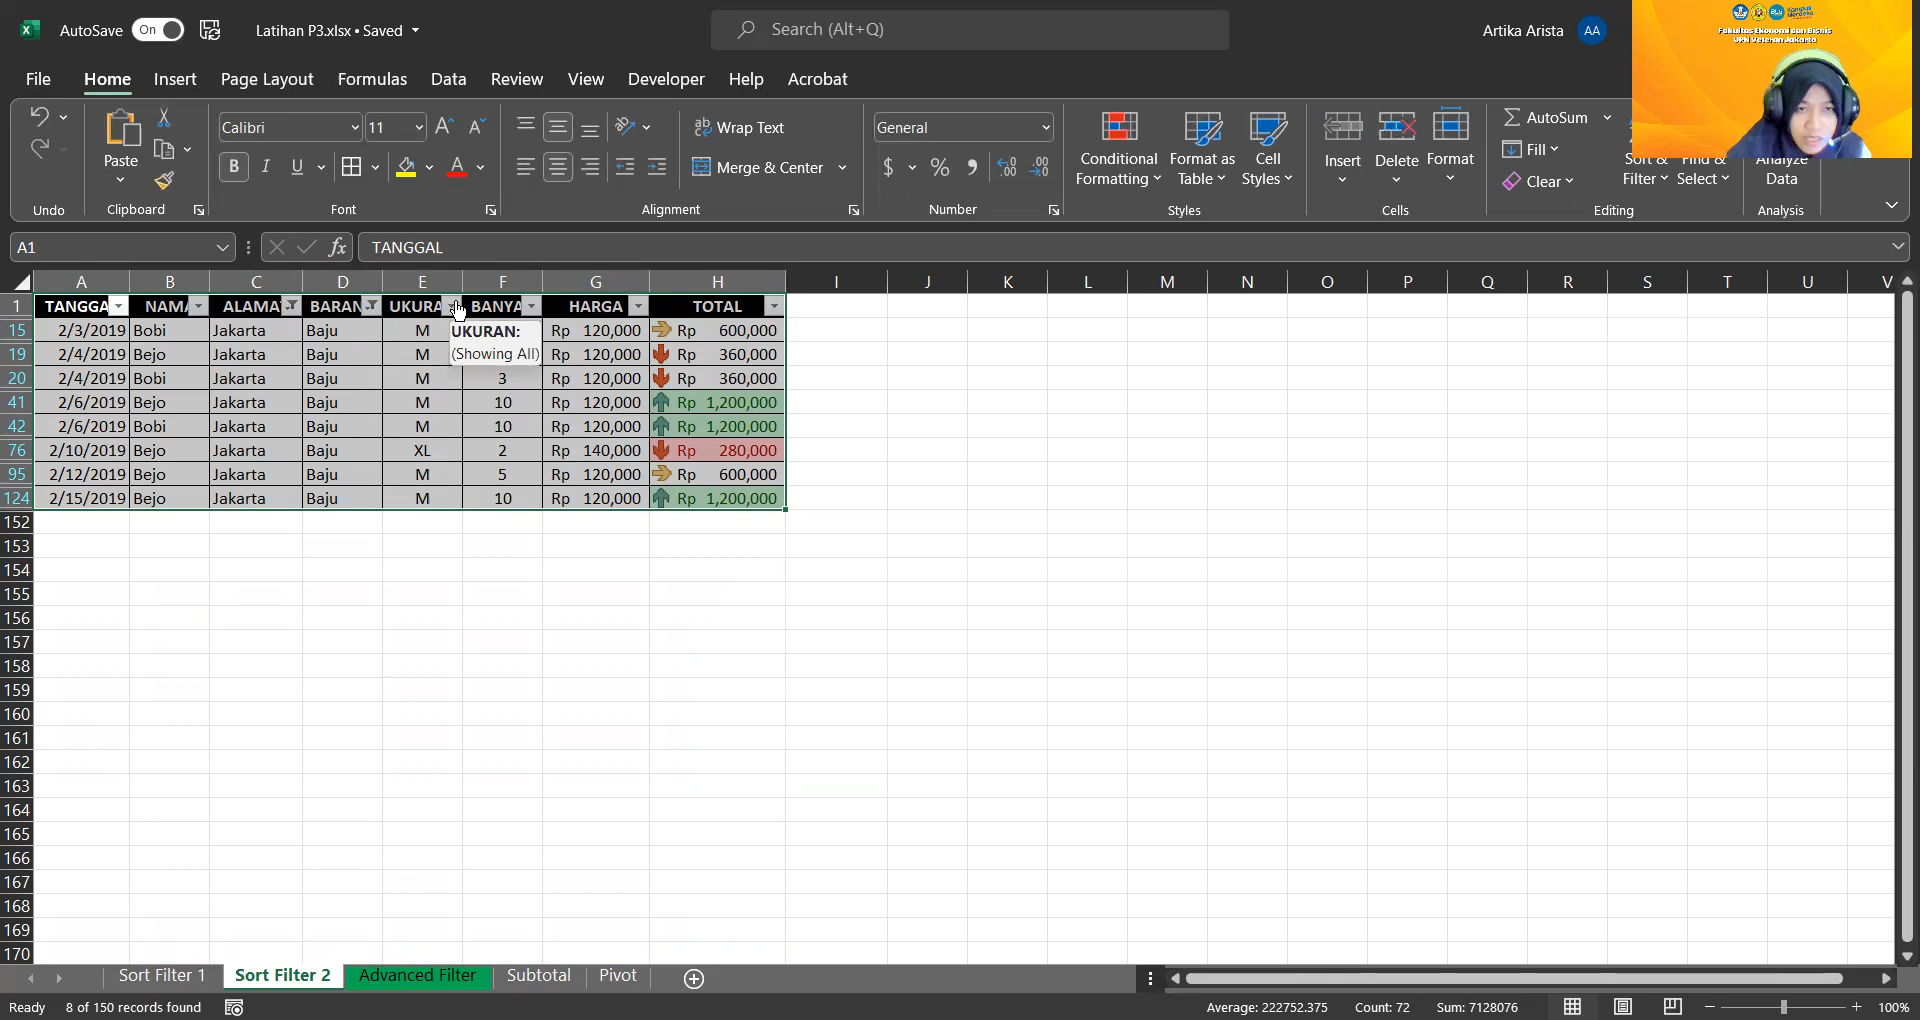 AutoSave On Latihan P3.xlsx • Saved Search (Alt+Q) Artika Arista AA
Kampus Merdeka
Fakultas Ekonomi dan Bisnis
UPN Veteran Jakarta
File Home Insert Page Layout Formulas Data Review View Developer Help Acrobat
Calibri 11 Wrap Text General AutoSum
Paste Conditional Formatting Format as Table Cell Styles Insert Delete Format Fill Sort & Filter Find & Select Analyze Data
B I U A Merge & Center $ % Clear
Undo Clipboard Font Alignment Number Styles Cells Editing Analysis
A1 fx TANGGAL
A B C D E F G H I J K L M N O P Q R S T U V
1 TANGGA NAMA ALAMA BARAN UKURA BANYA HARGA TOTAL
15 2/3/2019 Bobi Jakarta Baju M Rp 120,000 Rp 600,000
UKURAN:
(Showing All)
19 2/4/2019 Bejo Jakarta Baju M Rp 120,000 Rp 360,000
20 2/4/2019 Bobi Jakarta Baju M 3 Rp 120,000 Rp 360,000
41 2/6/2019 Bejo Jakarta Baju M 10 Rp 120,000 Rp 1,200,000
42 2/6/2019 Bobi Jakarta Baju M 10 Rp 120,000 Rp 1,200,000
76 2/10/2019 Bejo Jakarta Baju XL 2 Rp 140,000 Rp 280,000
95 2/12/2019 Bejo Jakarta Baju M 5 Rp 120,000 Rp 600,000
124 2/15/2019 Bejo Jakarta Baju M 10 Rp 120,000 Rp 1,200,000
152
153
154
155
156
157
158
159
160
161
162
163
164
165
166
167
168
169
170
Sort Filter 1 Sort Filter 2 Advanced Filter Subtotal Pivot
Ready 8 of 150 records found Average: 222752.375 Count: 72 Sum: 7128076 100%